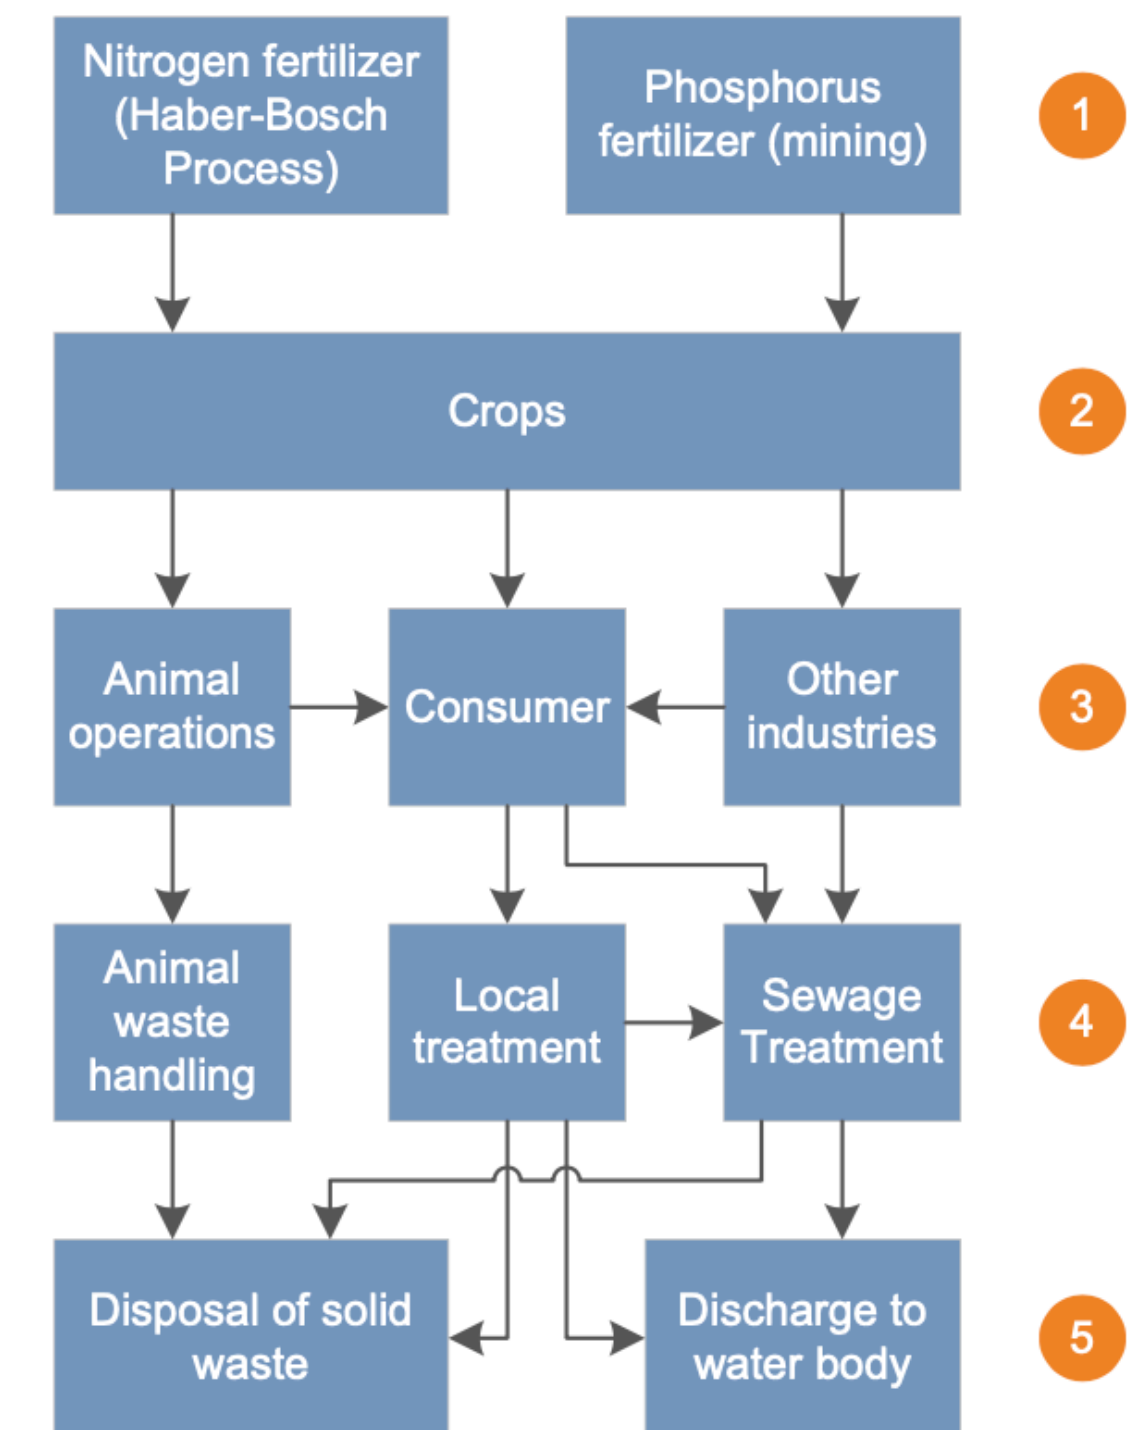 Nitrogen fertilizer
(Haber-Bosch
Process)
Phosphorus
fertilizer (mining)
1
Crops
2
Animal
operations
Consumer
Other
industries
3
Animal
waste
handling
Local
treatment
Sewage
Treatment
4
Disposal of solid
waste
Discharge to
water body
5